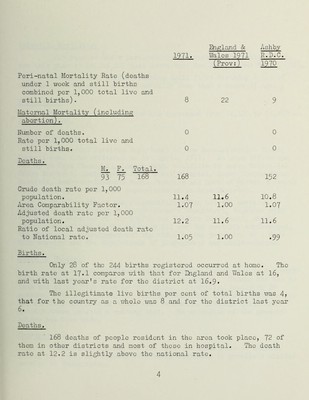 England & Ashby
1971. Wales 1971 R.D.C.
(Prov:) 1970
Peri-natal Mortality Rate (deaths
under 1 week and still births
combined per 1,000 total live and
still births). 8 22 9
Maternal Mortality (including
abortion).
Number of deaths. 0 0
Rate per 1,000 total live and
still births. 0 0
Deaths.
M. F. Total.
93 75 168 168 152
Crude death rate per 1,000
population. 11.4 11.6 10.8
Area Comparability Factor. 1.07 1.00 1.07
Adjusted death rate per 1,000
population. 12.2 11.6 11.6
Ratio of local adjusted death rate
to National rate. 1.05 1.00 .99
Births.
Only 28 of the 244 births registered occurred at home. The
birth rate at 17.1 compares with that for England and Wales at 16,
and with last year's rate for the district at 16.9.
The illegitimate live births per cent of total births was 4,
that for the country as a whole was 8 and for the district last year
6.
Deaths.
168 deaths of people resident in the area took place, 72 of
them in other districts and most of these in hospital. The death
rate at 12.2 is slightly above the national rate.
4